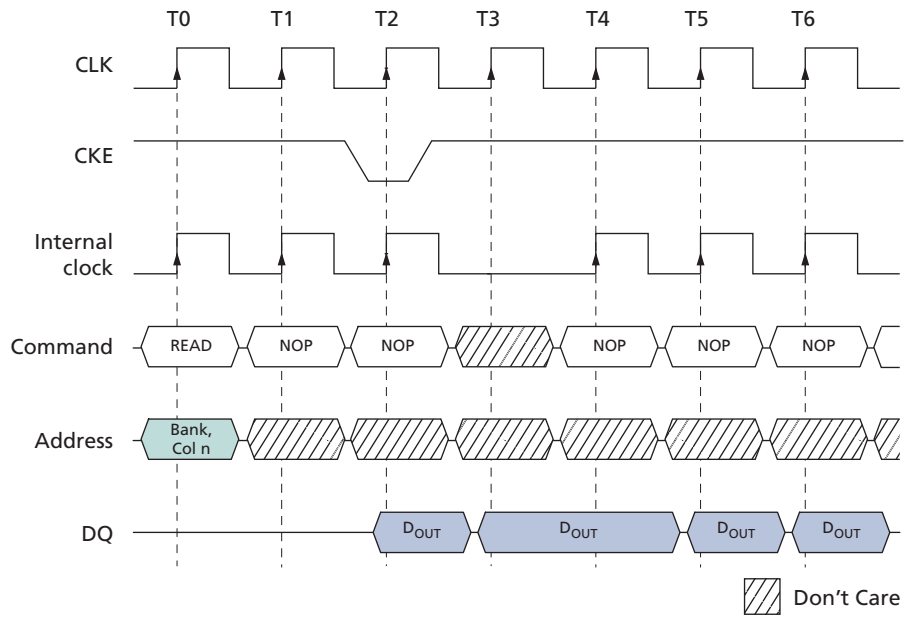 T0 T1 T2 T3 T4 T5 T6
CLK
CKE
Internal
clock
Command READ NOP NOP NOP NOP NOP
Address Bank,
Col n
DQ DOUT DOUT DOUT DOUT
Don't Care